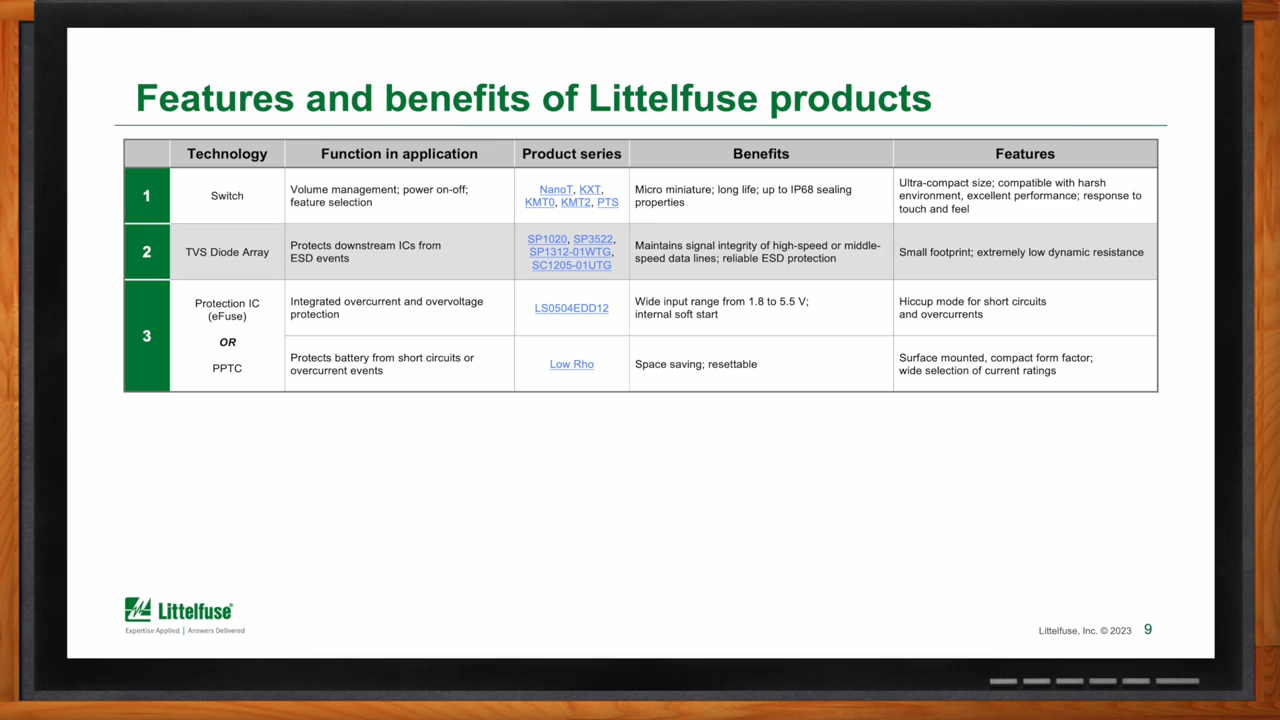 Features and benefits of Littelfuse products
Technology
Function in application
Product series
Benefits
Features
1
Switch
Volume management; power on-off;
feature selection
NanoT, KXT,
KMT0, KMT2, PTS
Micro miniature; long life; up to IP68 sealing
properties
Ultra-compact size; compatible with harsh
environment, excellent performance; response to
touch and feel
2
TVS Diode Array
Protects downstream ICs from
ESD events
SP1020, SP3522,
SP1312-01WTG,
SC1205-01UTG
Maintains signal integrity of high-speed or middle-
speed data lines; reliable ESD protection
Small footprint; extremely low dynamic resistance
3
Protection IC
(eFuse)
OR
PPTC
Integrated overcurrent and overvoltage
protection
LS0504EDD12
Wide input range from 1.8 to 5.5 V;
internal soft start
Hiccup mode for short circuits
and overcurrents
Protects battery from short circuits or
overcurrent events
Low Rho
Space saving; resettable
Surface mounted, compact form factor;
wide selection of current ratings
Littelfuse®
Expertise Applied | Answers Delivered
Littelfuse, Inc. © 2023
9